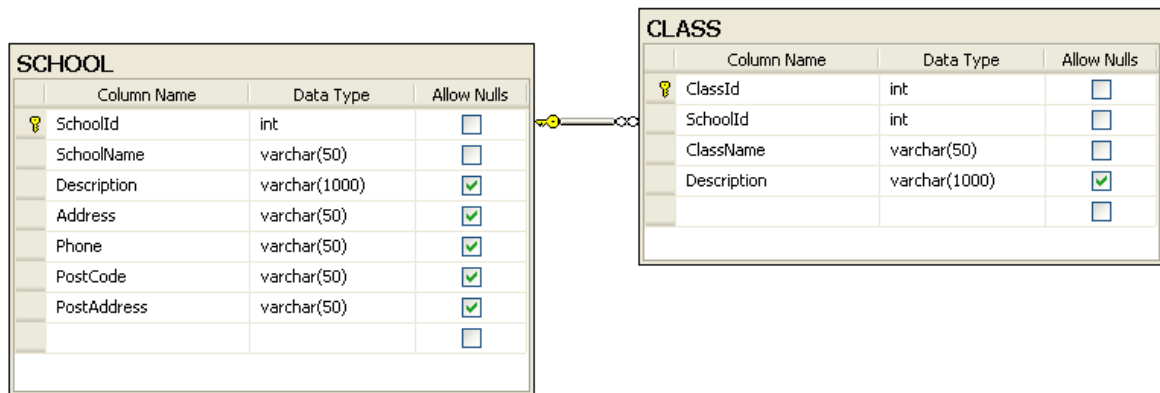 SCHOOL
Column Name Data Type Allow Nulls
SchoolId int
SchoolName varchar(50)
Description varchar(1000)
Address varchar(50)
Phone varchar(50)
PostCode varchar(50)
PostAddress varchar(50)
CLASS
Column Name Data Type Allow Nulls
ClassId int
SchoolId int
ClassName varchar(50)
Description varchar(1000)